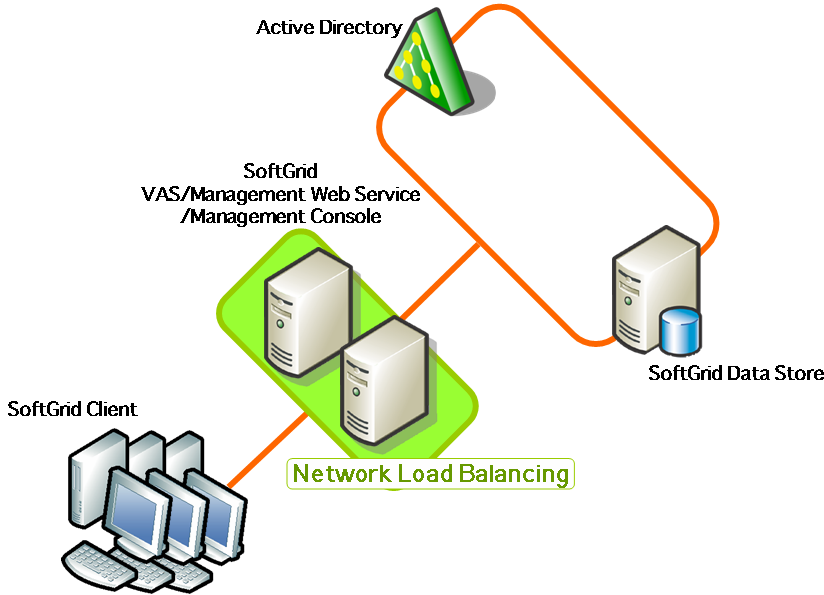 Active Directory
SoftGrid
VAS/Management Web Service
/Management Console
SoftGrid Data Store
SoftGrid Client
Network Load Balancing